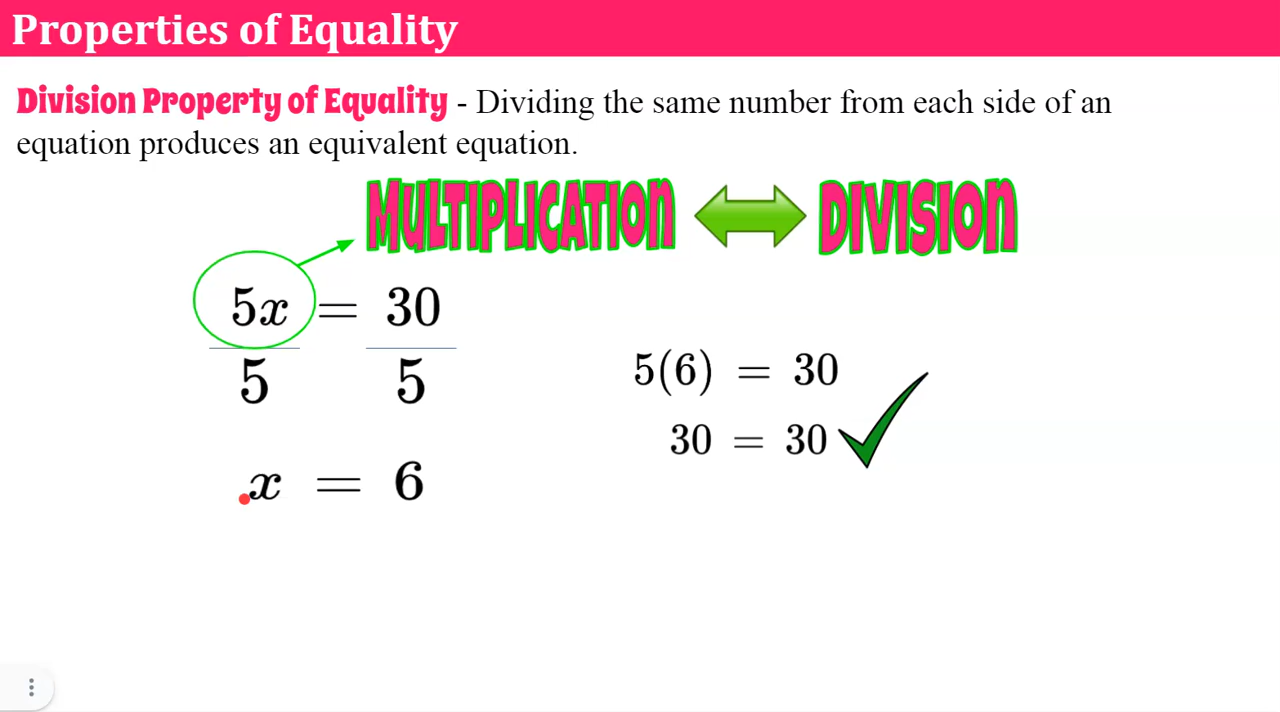 Properties of Equality
Division Property of Equality - Dividing the same number from each side of an
equation produces an equivalent equation.
MULTIPLICATION DIVISION
5x = 30
5 5
x = 6
5(6) = 30
30 = 30